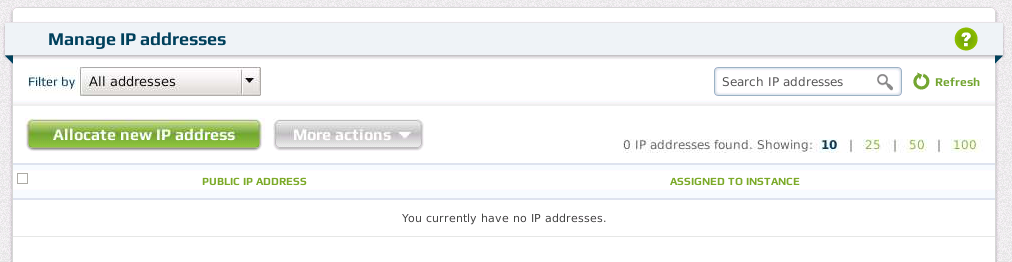 Manage IP addresses
?
Filter by All addresses Search IP addresses Refresh
Allocate new IP address More actions
0 IP addresses found. Showing: 10 | 25 | 50 | 100
PUBLIC IP ADDRESS ASSIGNED TO INSTANCE
You currently have no IP addresses.